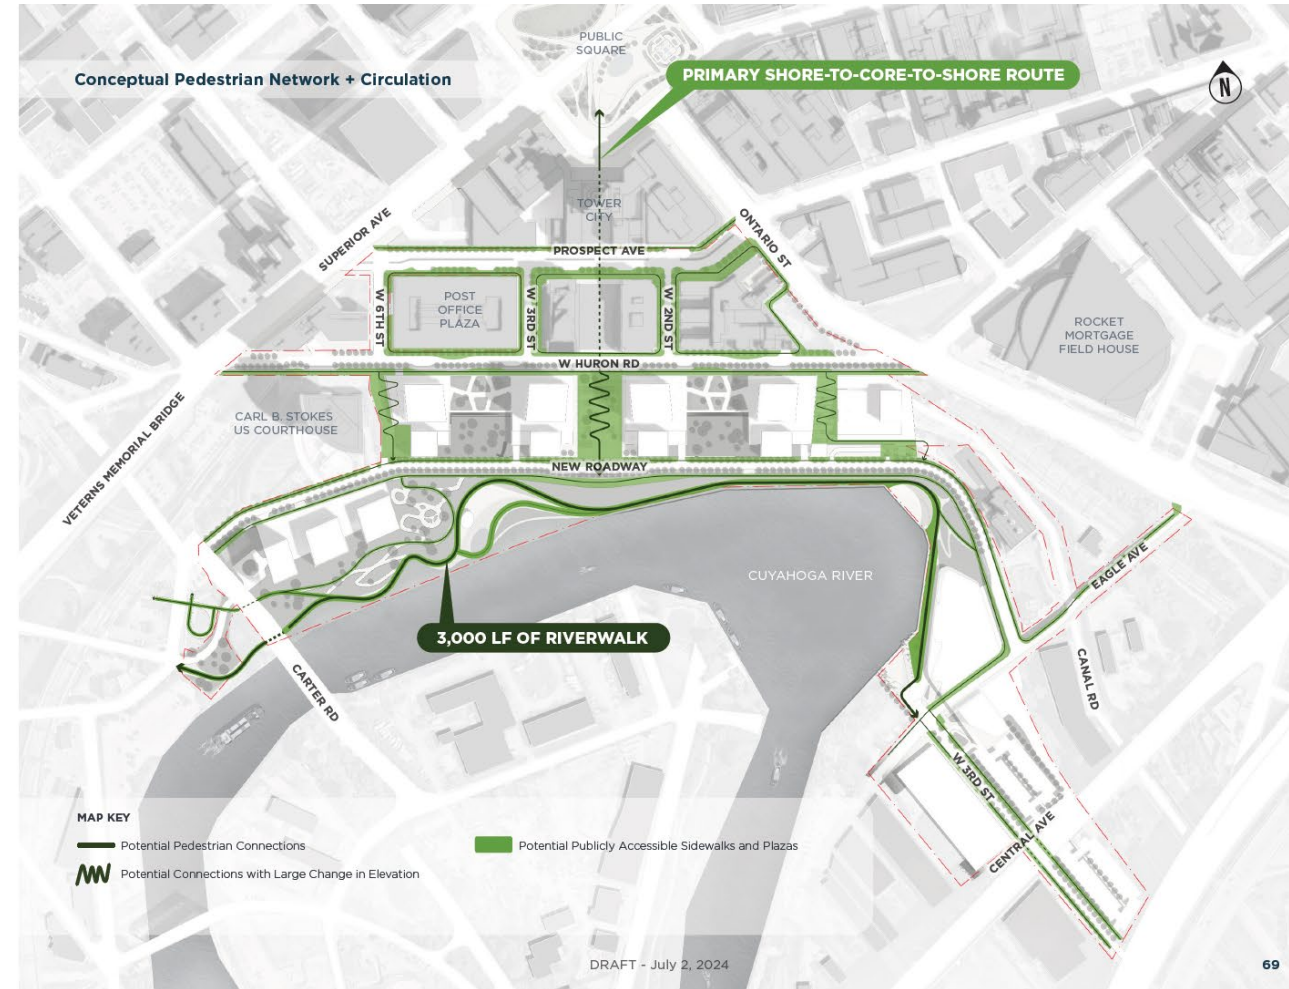 PUBLIC
SQUARE
Conceptual Pedestrian Network + Circulation
PRIMARY SHORE-TO-CORE-TO-SHORE ROUTE
N
TOWER
CITY
SUPERIOR AVE
ONTARIO ST
PROSPECT AVE
W 6TH ST
POST
OFFICE
PLAZA
W 3RD ST
W 2ND ST
ROCKET
MORTGAGE
FIELD HOUSE
W HURON RD
VETERNS MEMORIAL BRIDGE
CARL B. STOKES
US COURTHOUSE
NEW ROADWAY
CUYAHOGA RIVER
EAGLE AVE
3,000 LF OF RIVERWALK
CARTER RD
CANAL RD
W 3RD ST
CENTRAL AVE
MAP KEY
Potential Pedestrian Connections
Potential Publicly Accessible Sidewalks and Plazas
Potential Connections with Large Change in Elevation
DRAFT - July 2, 2024
69